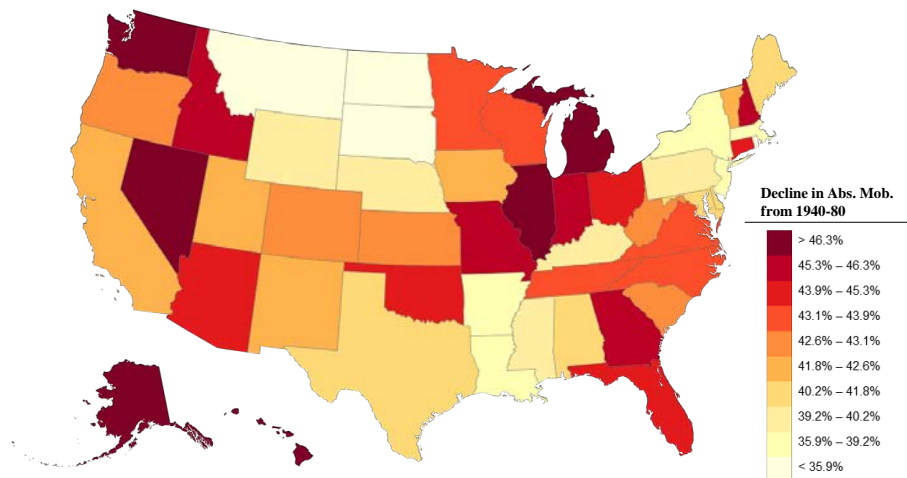 Decline in Abs. Mob.
from 1940-80
> 46.3%
45.3% – 46.3%
43.9% – 45.3%
43.1% – 43.9%
42.6% – 43.1%
41.8% – 42.6%
40.2% – 41.8%
39.2% – 40.2%
35.9% – 39.2%
< 35.9%